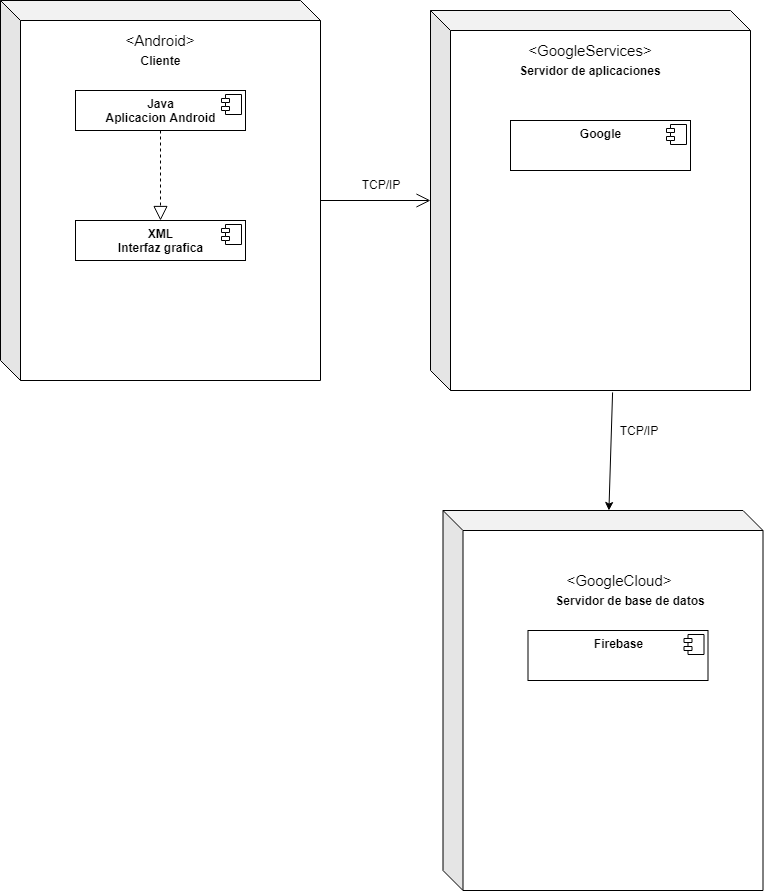 <Android>
Cliente
Java
Aplicacion Android
XML
Interfaz grafica
TCP/IP
<GoogleServices>
Servidor de aplicaciones
Google
TCP/IP
<GoogleCloud>
Servidor de base de datos
Firebase